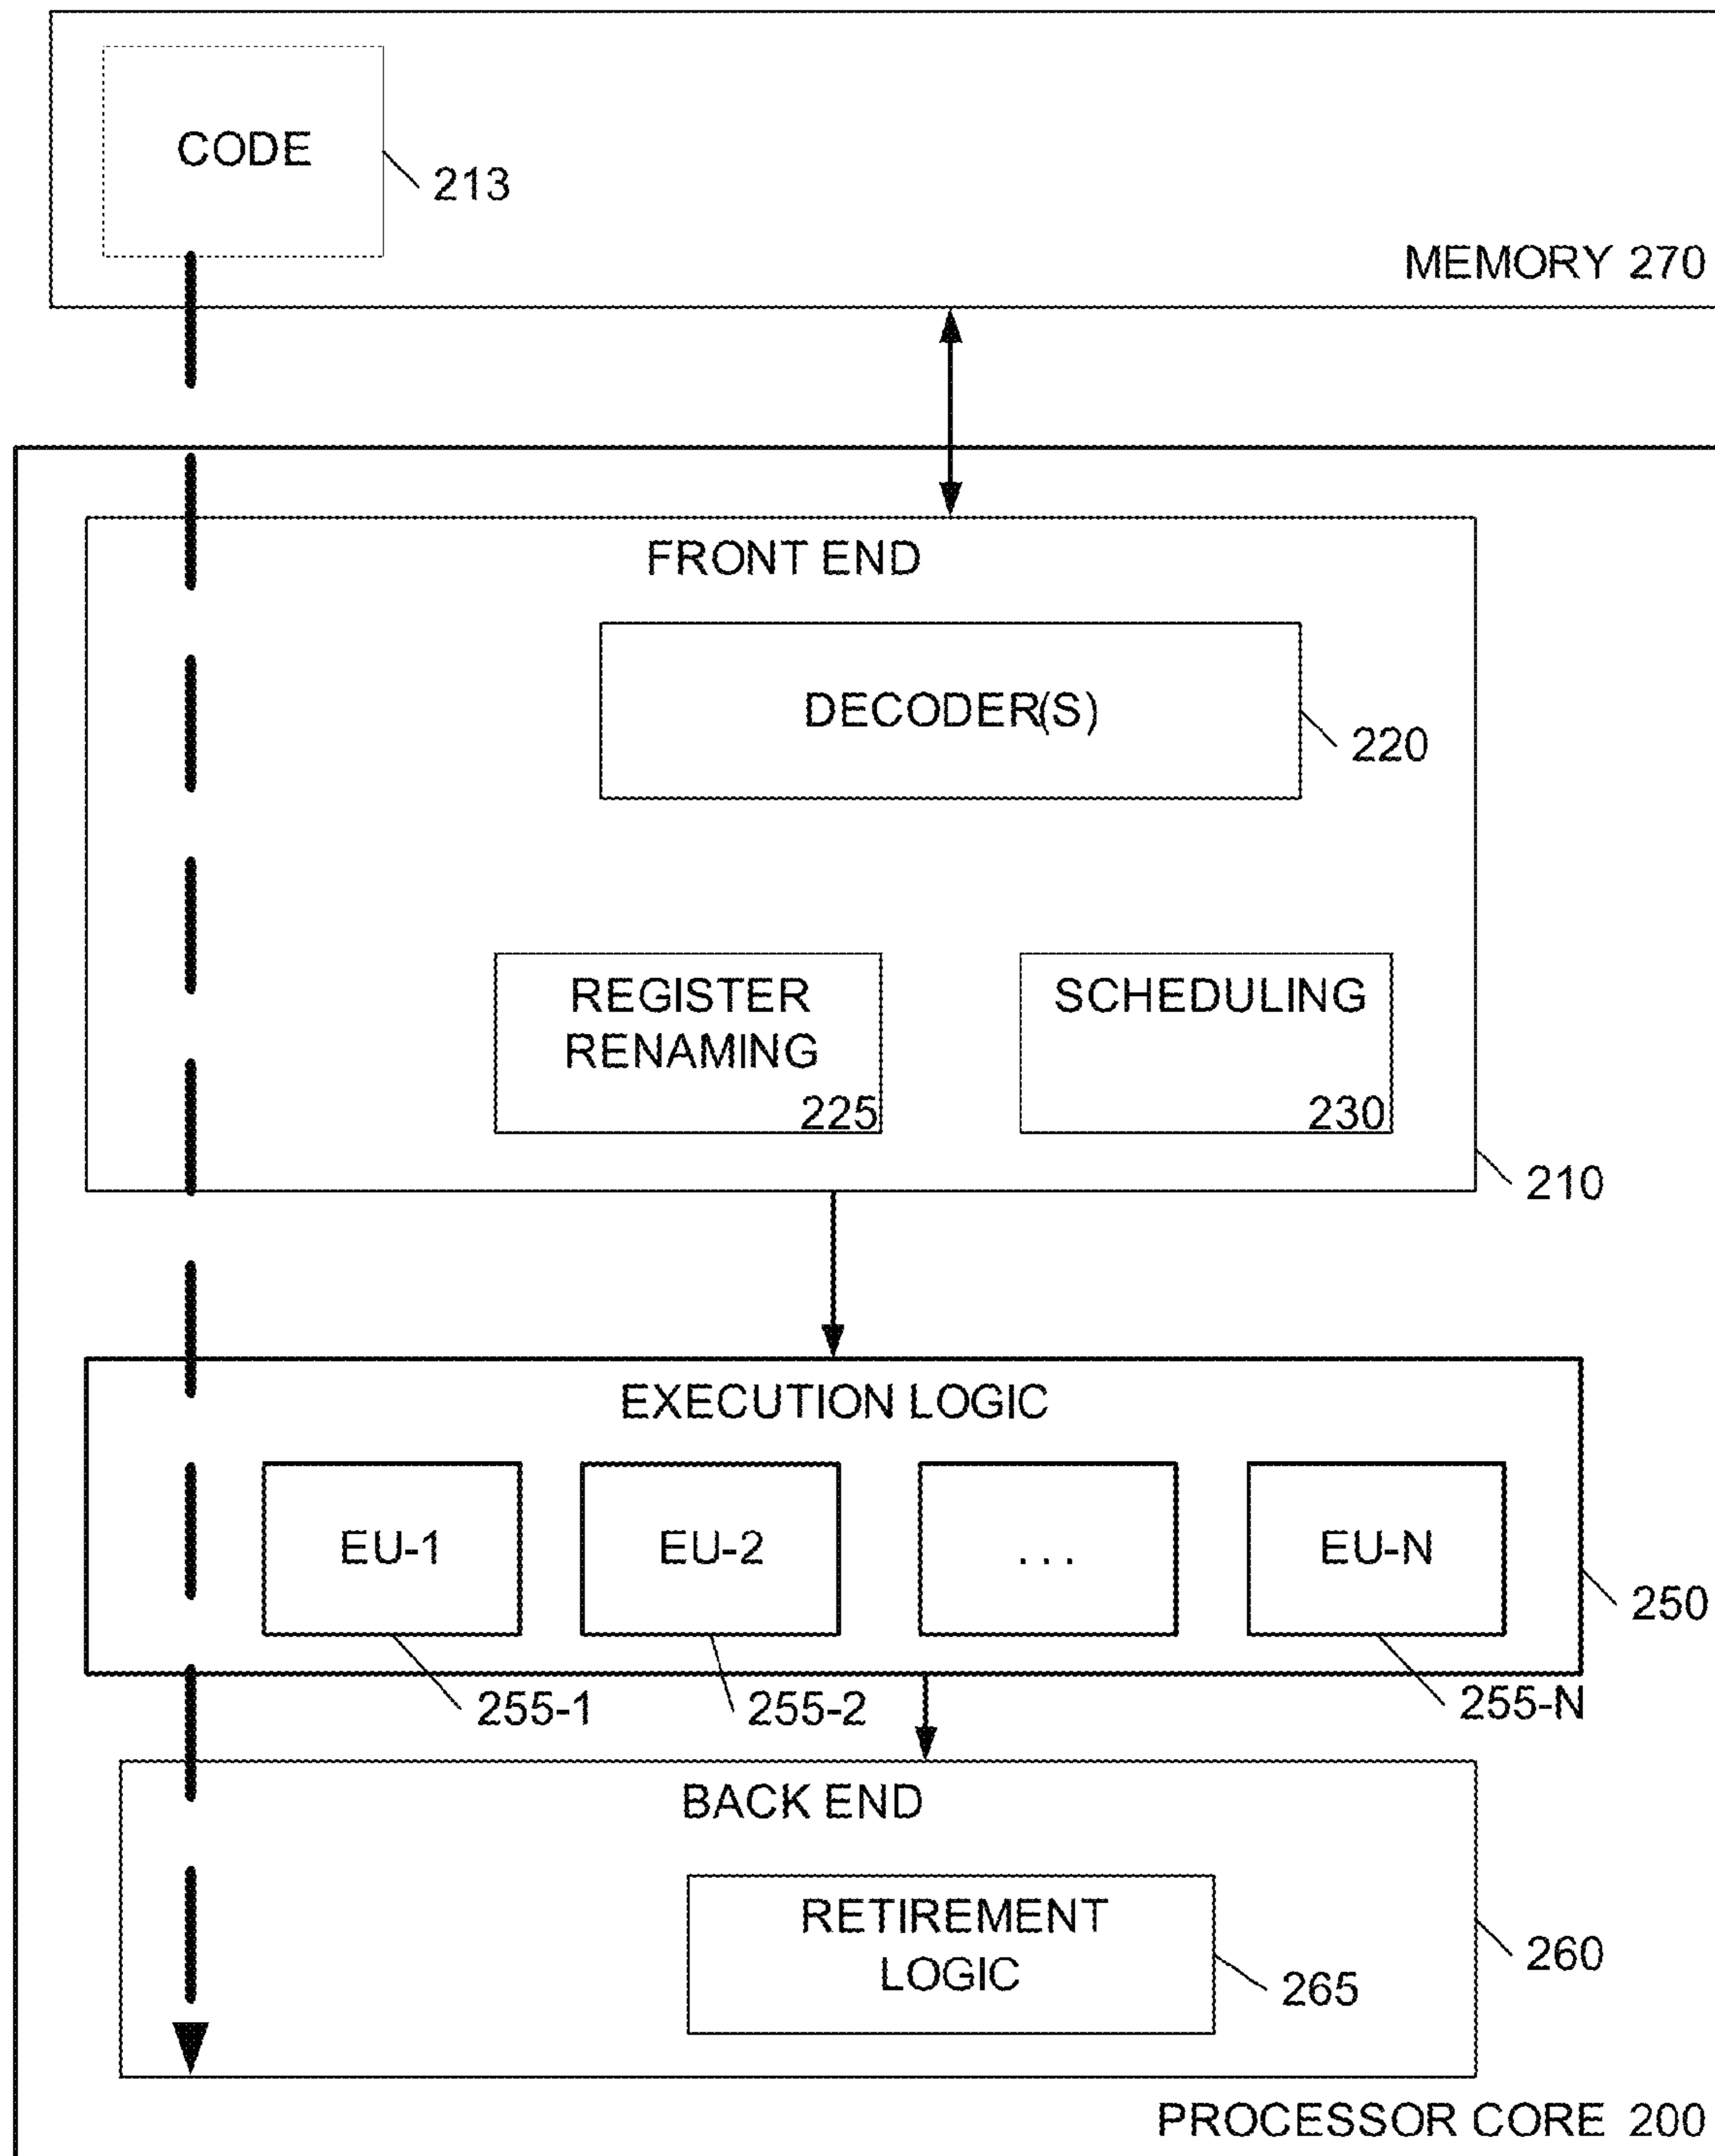 CODE
213
MEMORY 270
FRONT END
DECODER(S)
220
REGISTER
RENAMING
225
SCHEDULING
230
210
EXECUTION LOGIC
EU-1
EU-2
. . .
EU-N
250
255-1
255-2
255-N
BACK END
RETIREMENT
LOGIC
265
260
PROCESSOR CORE 200